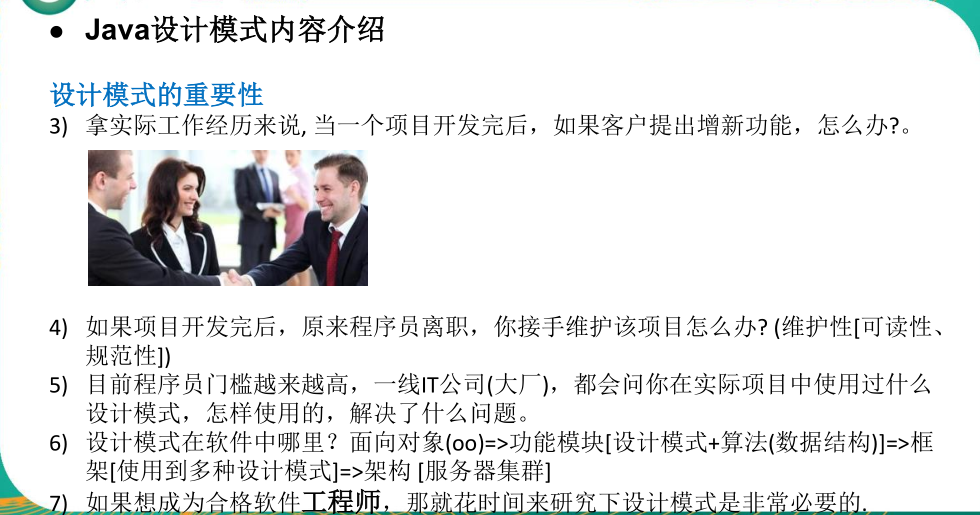 ● Java设计模式内容介绍
设计模式的重要性
3) 拿实际工作经历来说, 当一个项目开发完后，如果客户提出增新功能，怎么办?。
4) 如果项目开发完后，原来程序员离职，你接手维护该项目怎么办? (维护性[可读性、
规范性])
5) 目前程序员门槛越来越高，一线IT公司(大厂)，都会问你在实际项目中使用过什么
设计模式，怎样使用的，解决了什么问题。
6) 设计模式在软件中哪里？面向对象(oo)=>功能模块[设计模式+算法(数据结构)]=>框
架[使用到多种设计模式]=>架构 [服务器集群]
7) 如果想成为合格软件工程师，那就花时间来研究下设计模式是非常必要的.